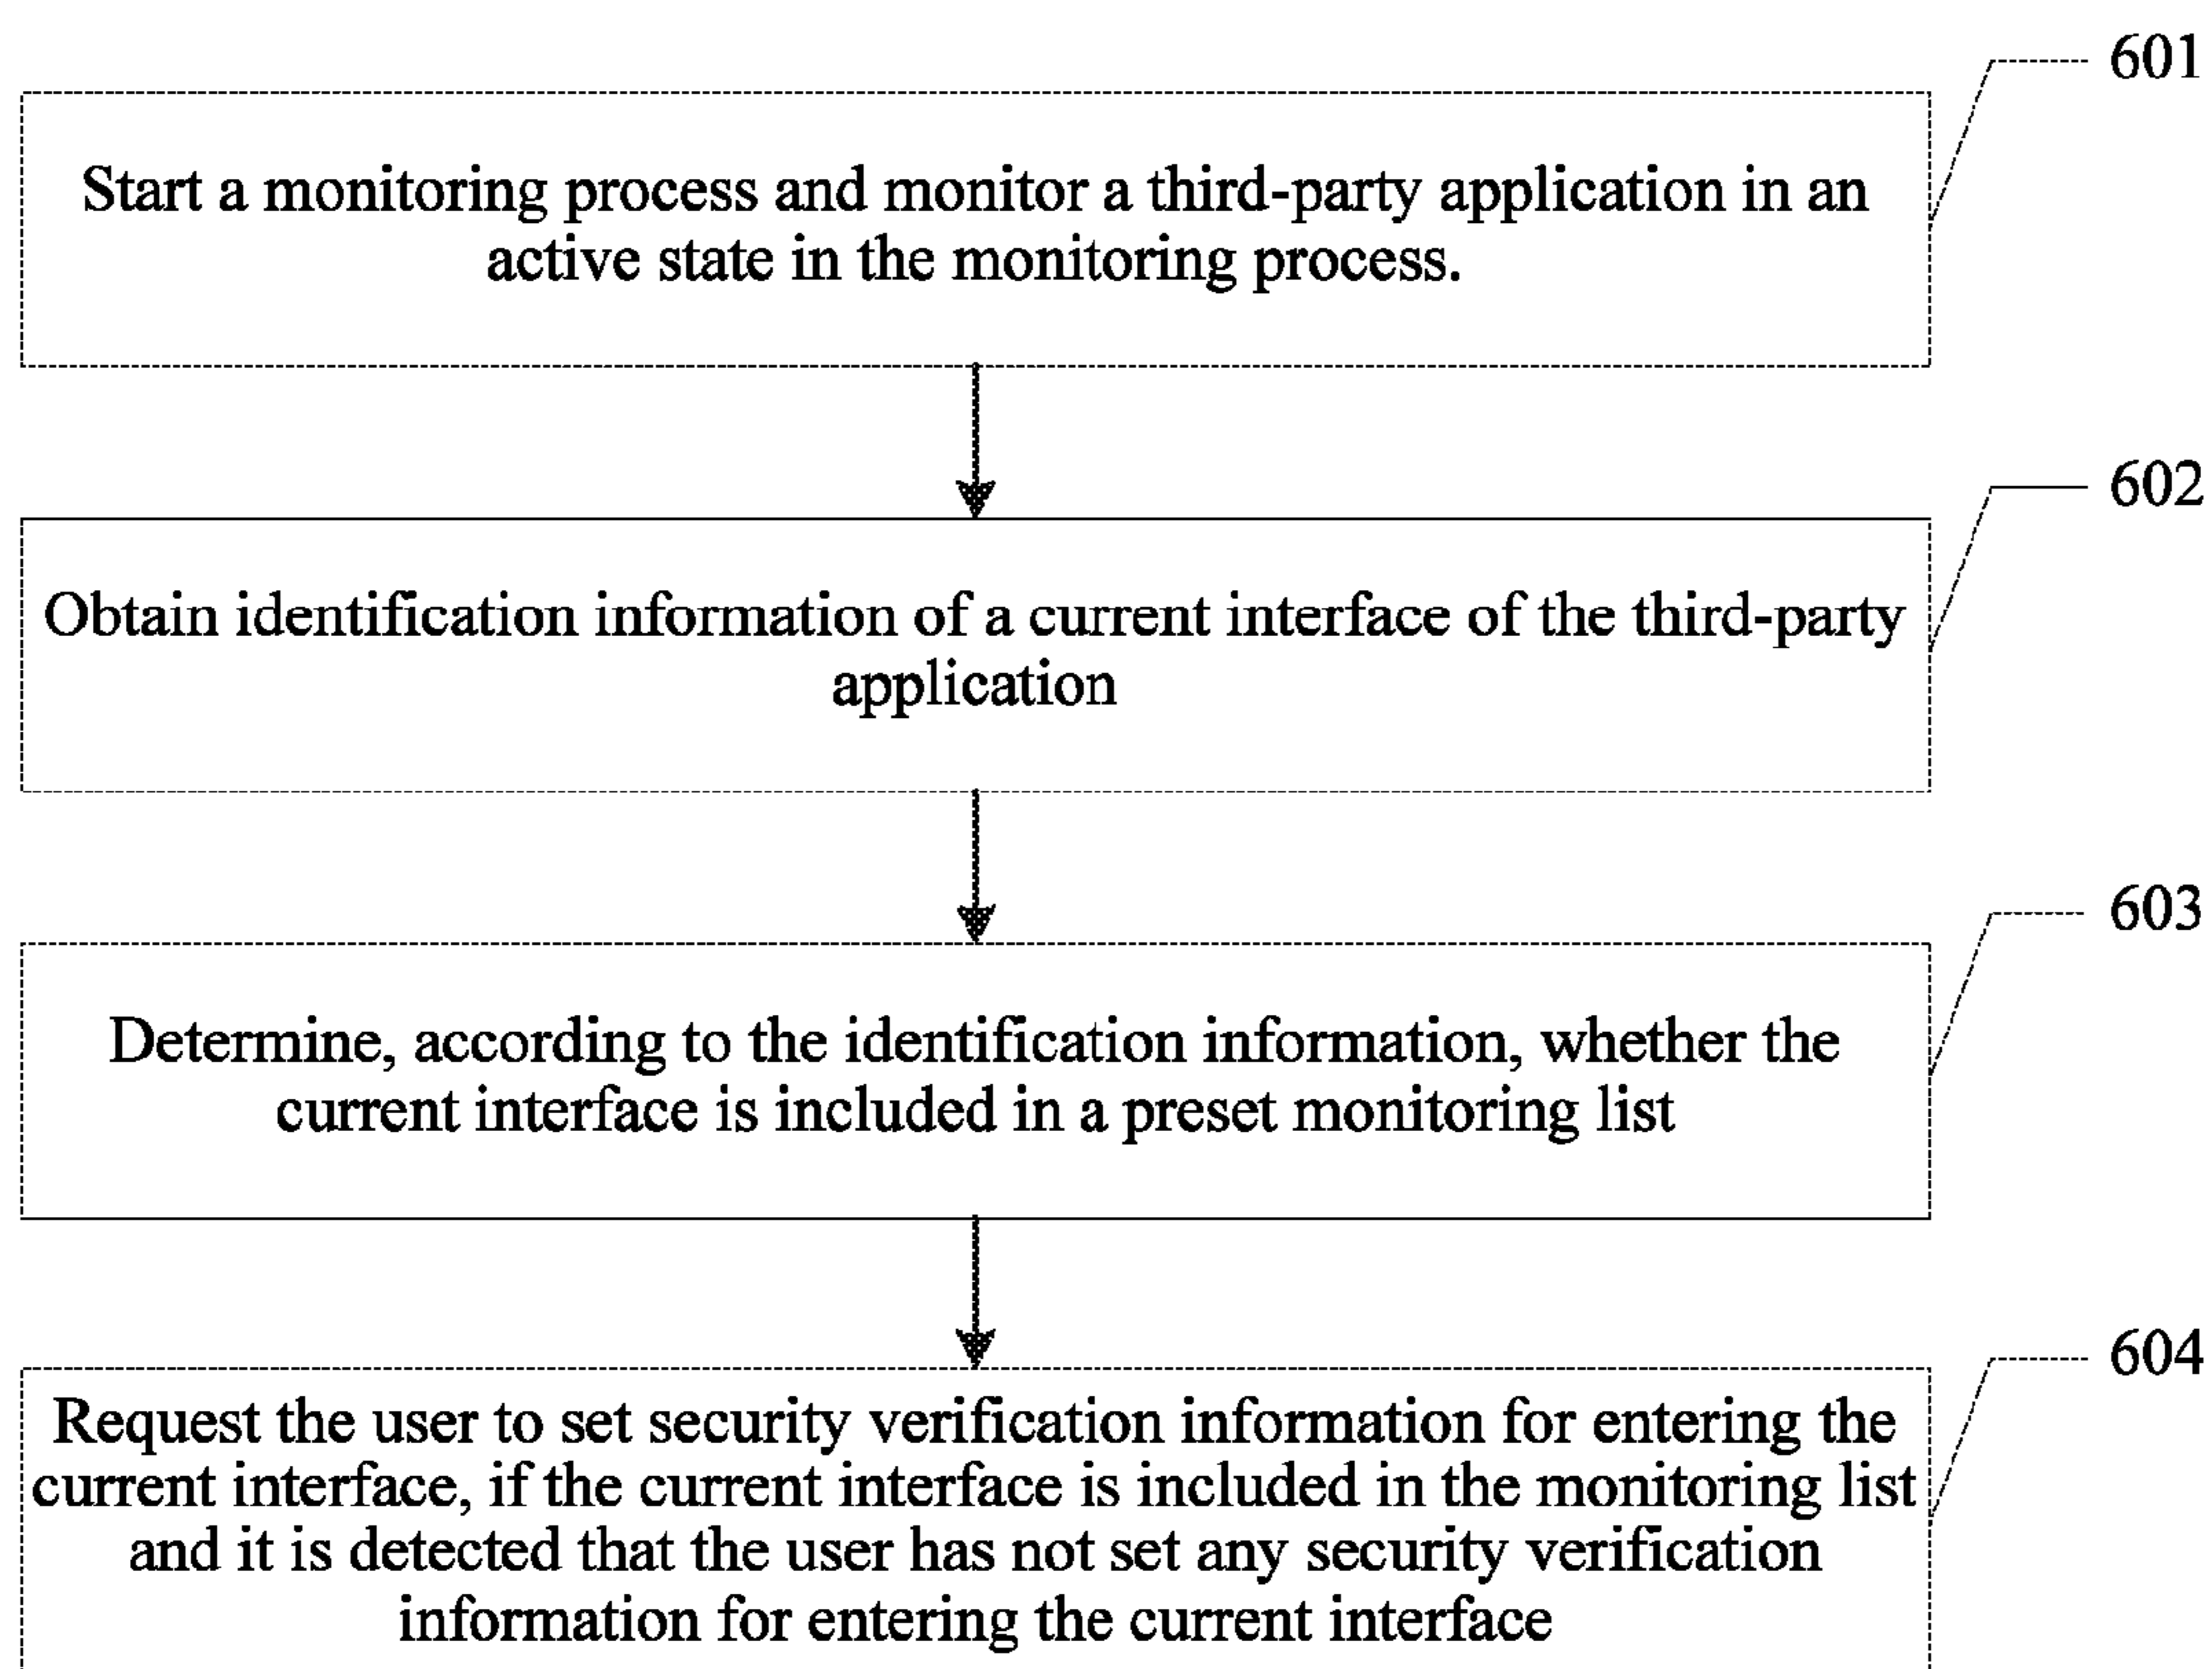 601
Start a monitoring process and monitor a third-party application in an
active state in the monitoring process.
602
Obtain identification information of a current interface of the third-party
application
603
Determine, according to the identification information, whether the
current interface is included in a preset monitoring list
604
Request the user to set security verification information for entering the
current interface, if the current interface is included in the monitoring list
and it is detected that the user has not set any security verification
information for entering the current interface